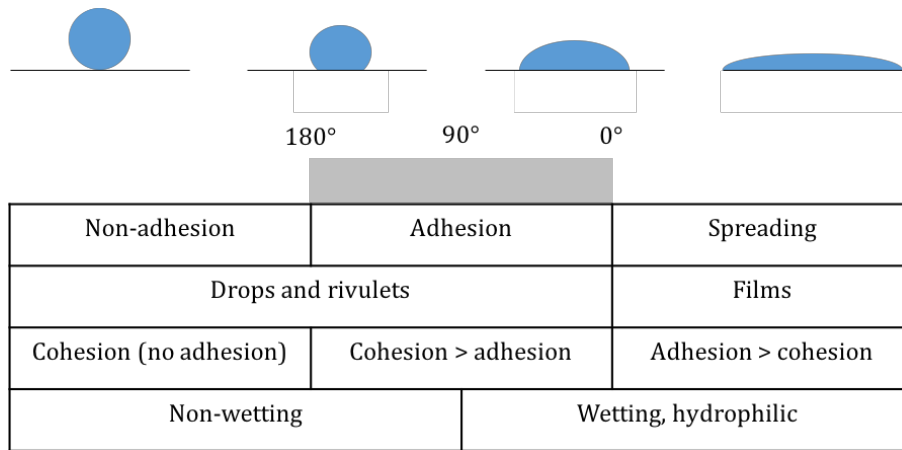 180° 90° 0°
Non-adhesion Adhesion Spreading
Drops and rivulets Films
Cohesion (no adhesion) Cohesion > adhesion Adhesion > cohesion
Non-wetting Wetting, hydrophilic